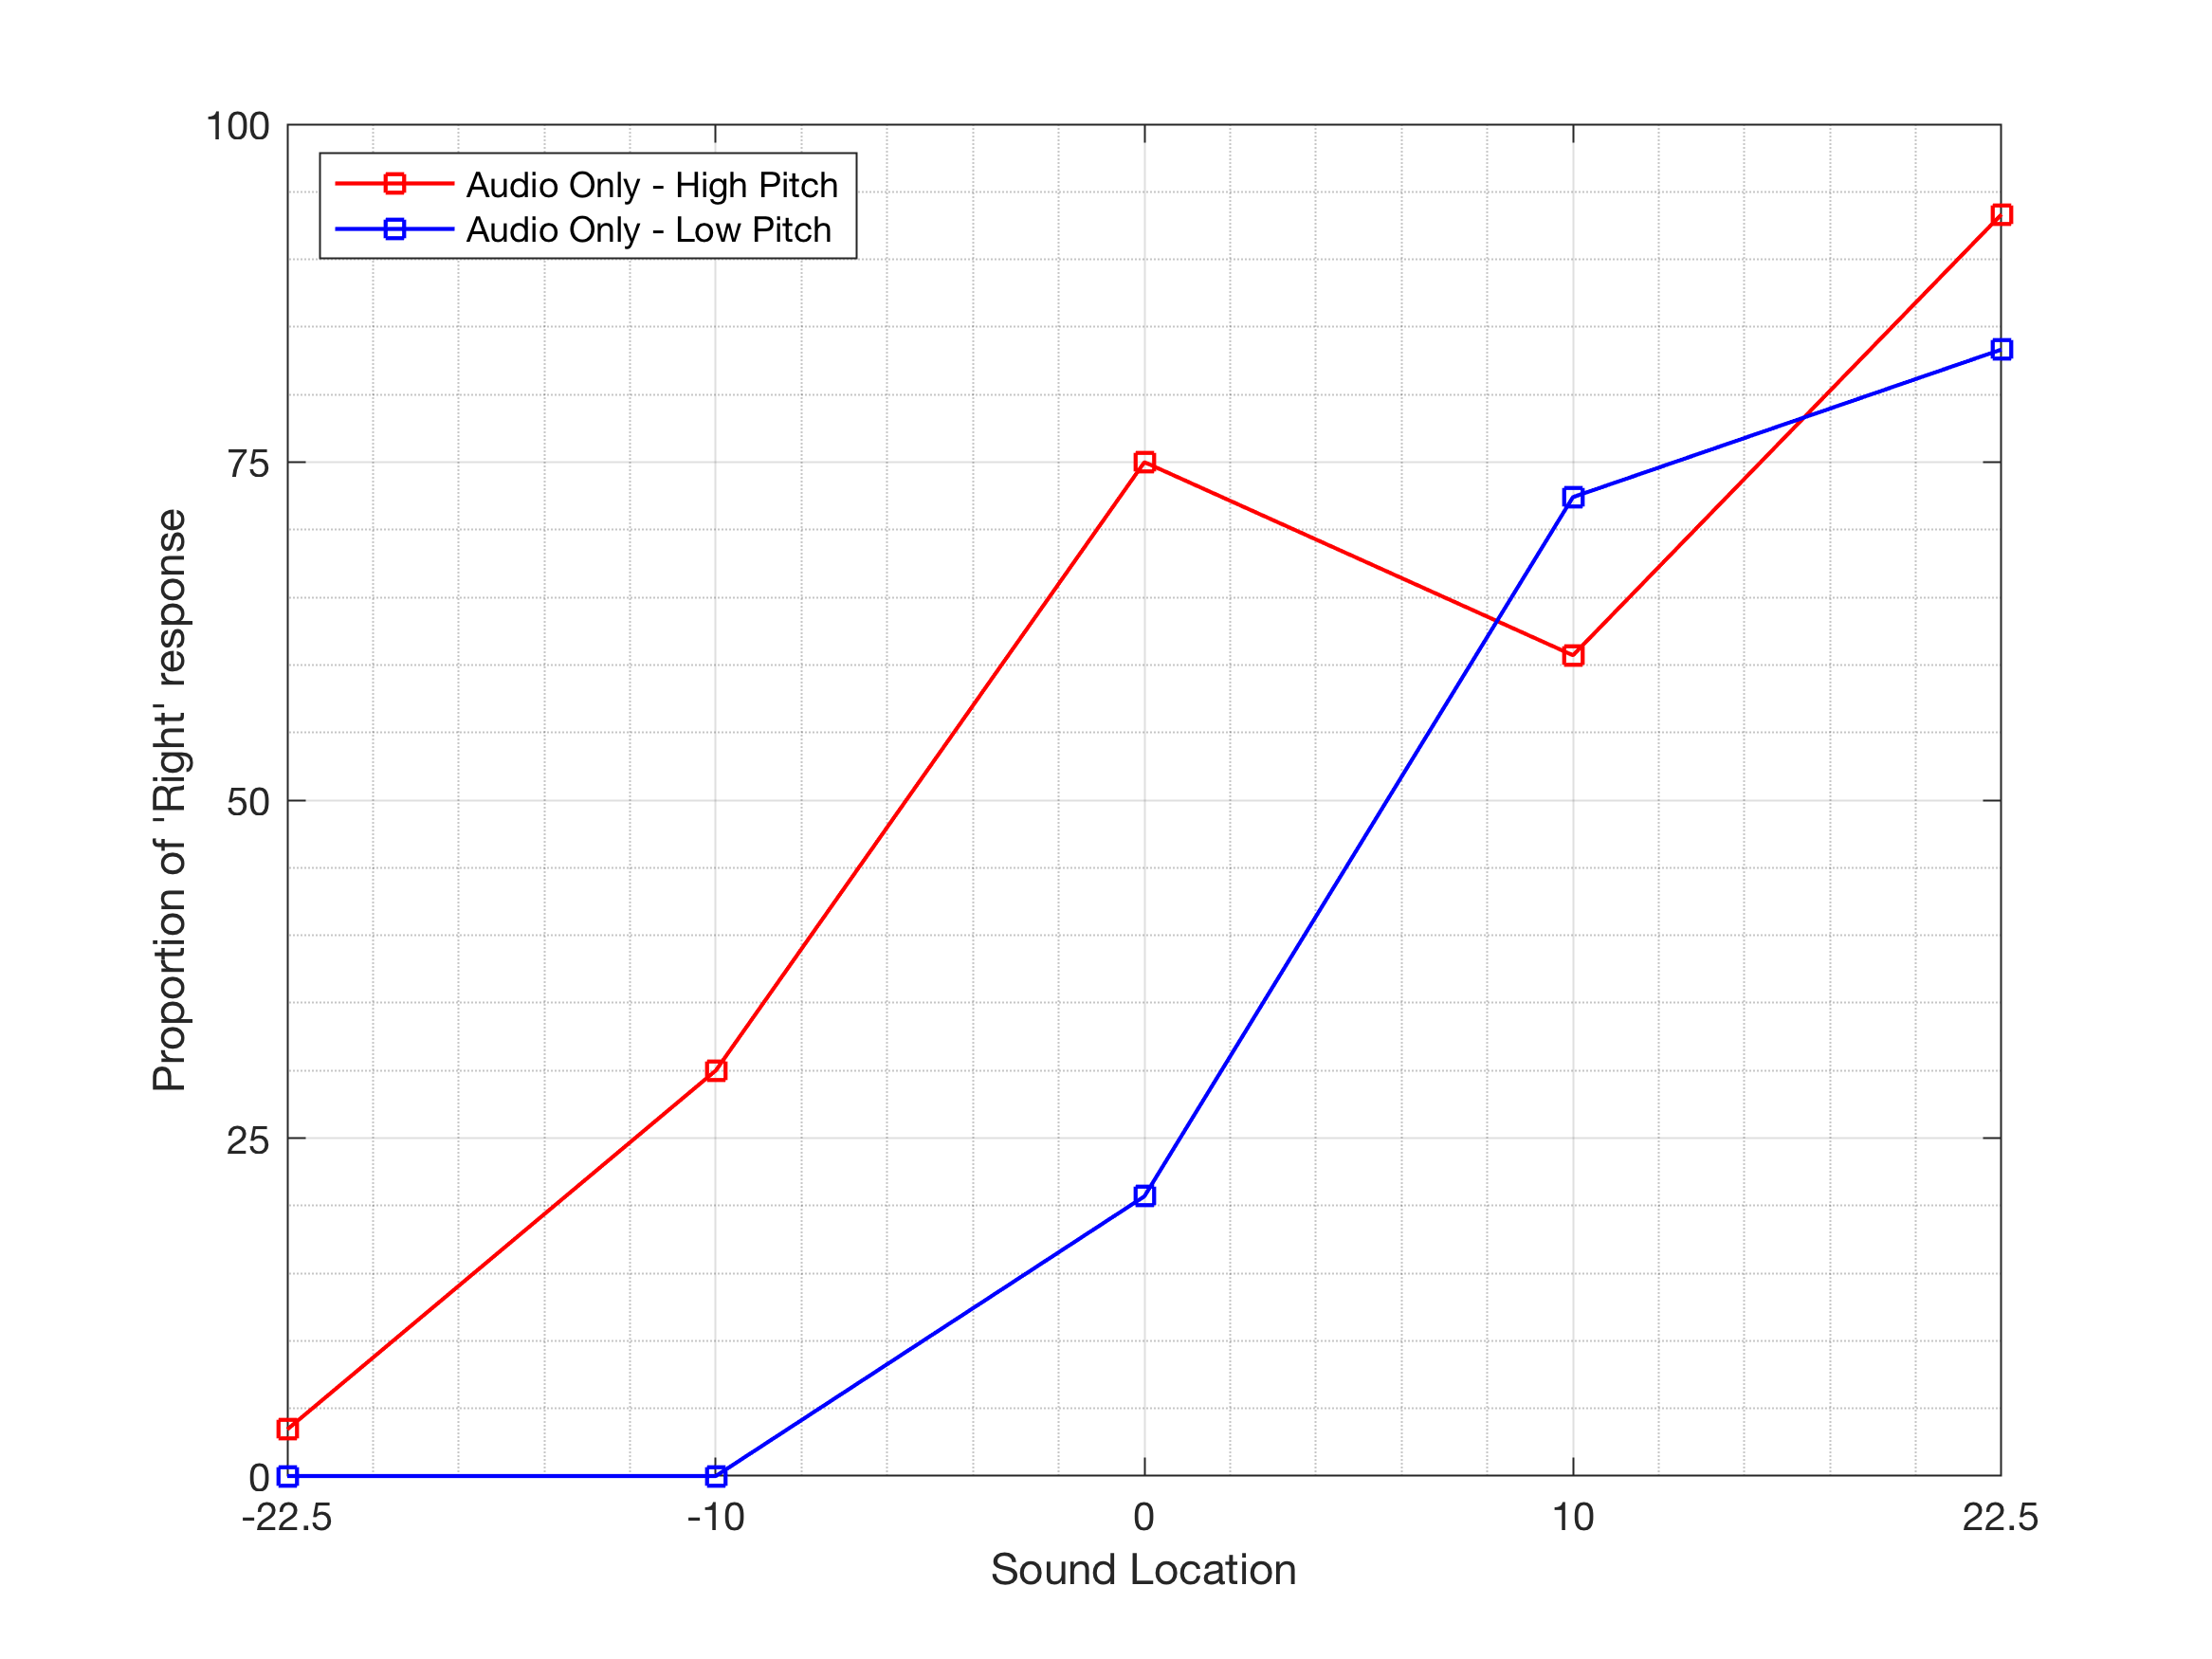 100
75
50
25
0
Audio Only - High Pitch
Audio Only - Low Pitch
Proportion of 'Right' response
-22.5 -10 0 10 22.5
Sound Location